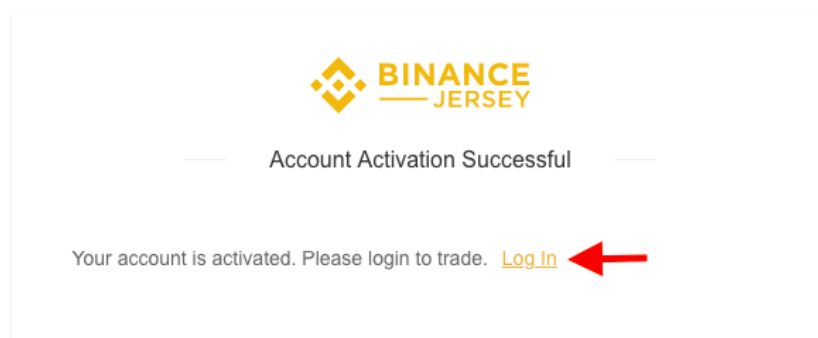 BINANCE
JERSEY
Account Activation Successful
Your account is activated. Please login to trade. Log In